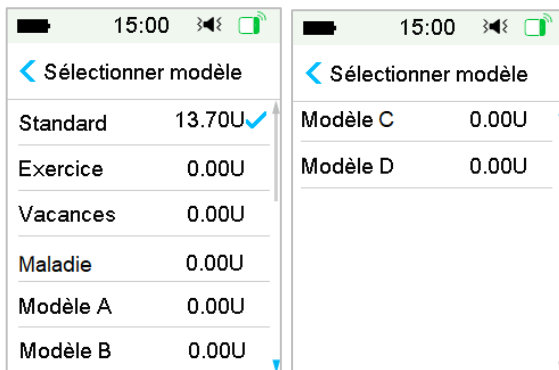 15:00
Sélectionner modèle
Standard 13.70U
Exercice 0.00U
Vacances 0.00U
Maladie 0.00U
Modèle A 0.00U
Modèle B 0.00U
15:00
Sélectionner modèle
Modèle C 0.00U
Modèle D 0.00U